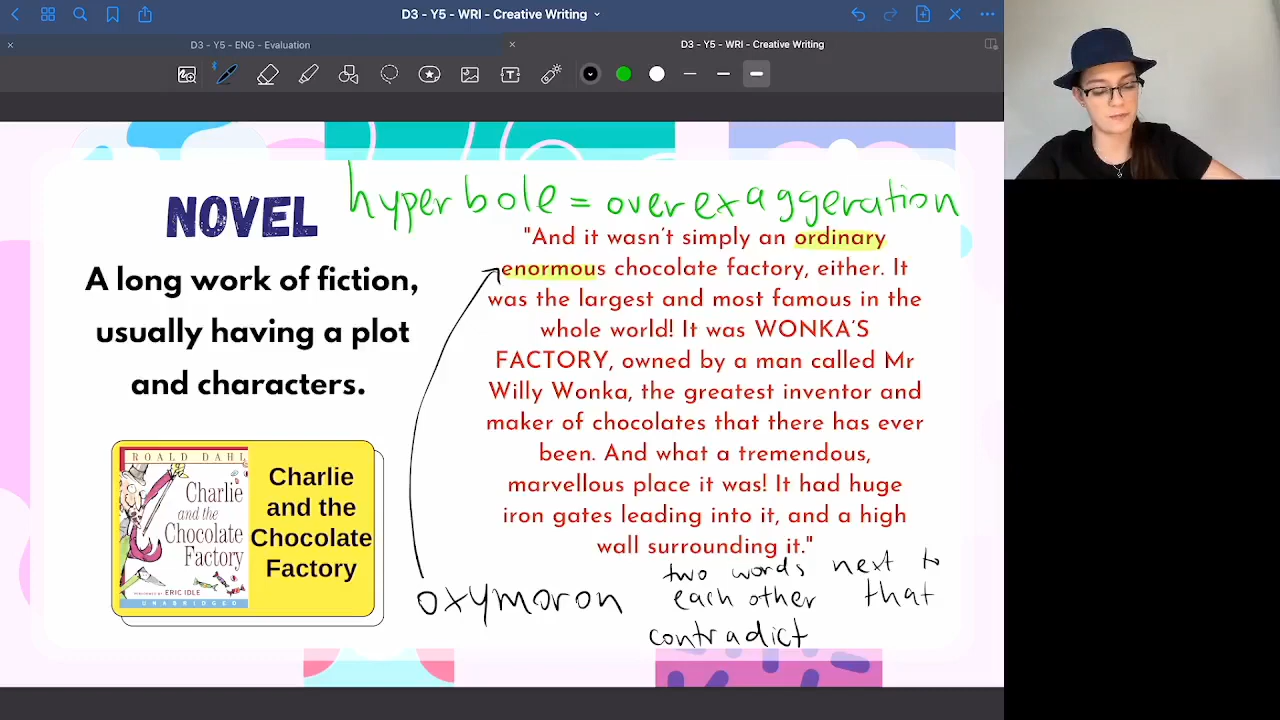 D3 - Y5 - WRI - Creative Writing
D3 - Y5 - ENG - Evaluation
D3 - Y5 - WRI - Creative Writing
NOVEL
A long work of fiction,
usually having a plot
and characters.
ROALD DAHL
Charlie
and the
Chocolate
Factory
PERFORMED BY ERIC IDLE
UNABRIDGED
Charlie
and the
Chocolate
Factory
hyperbole = over exaggeration
"And it wasn't simply an ordinary
enormous chocolate factory, either. It
was the largest and most famous in the
whole world! It was WONKA'S
FACTORY, owned by a man called Mr
Willy Wonka, the greatest inventor and
maker of chocolates that there has ever
been. And what a tremendous,
marvellous place it was! It had huge
iron gates leading into it, and a high
wall surrounding it."
oxymoron
two words next to
each other that
contradict